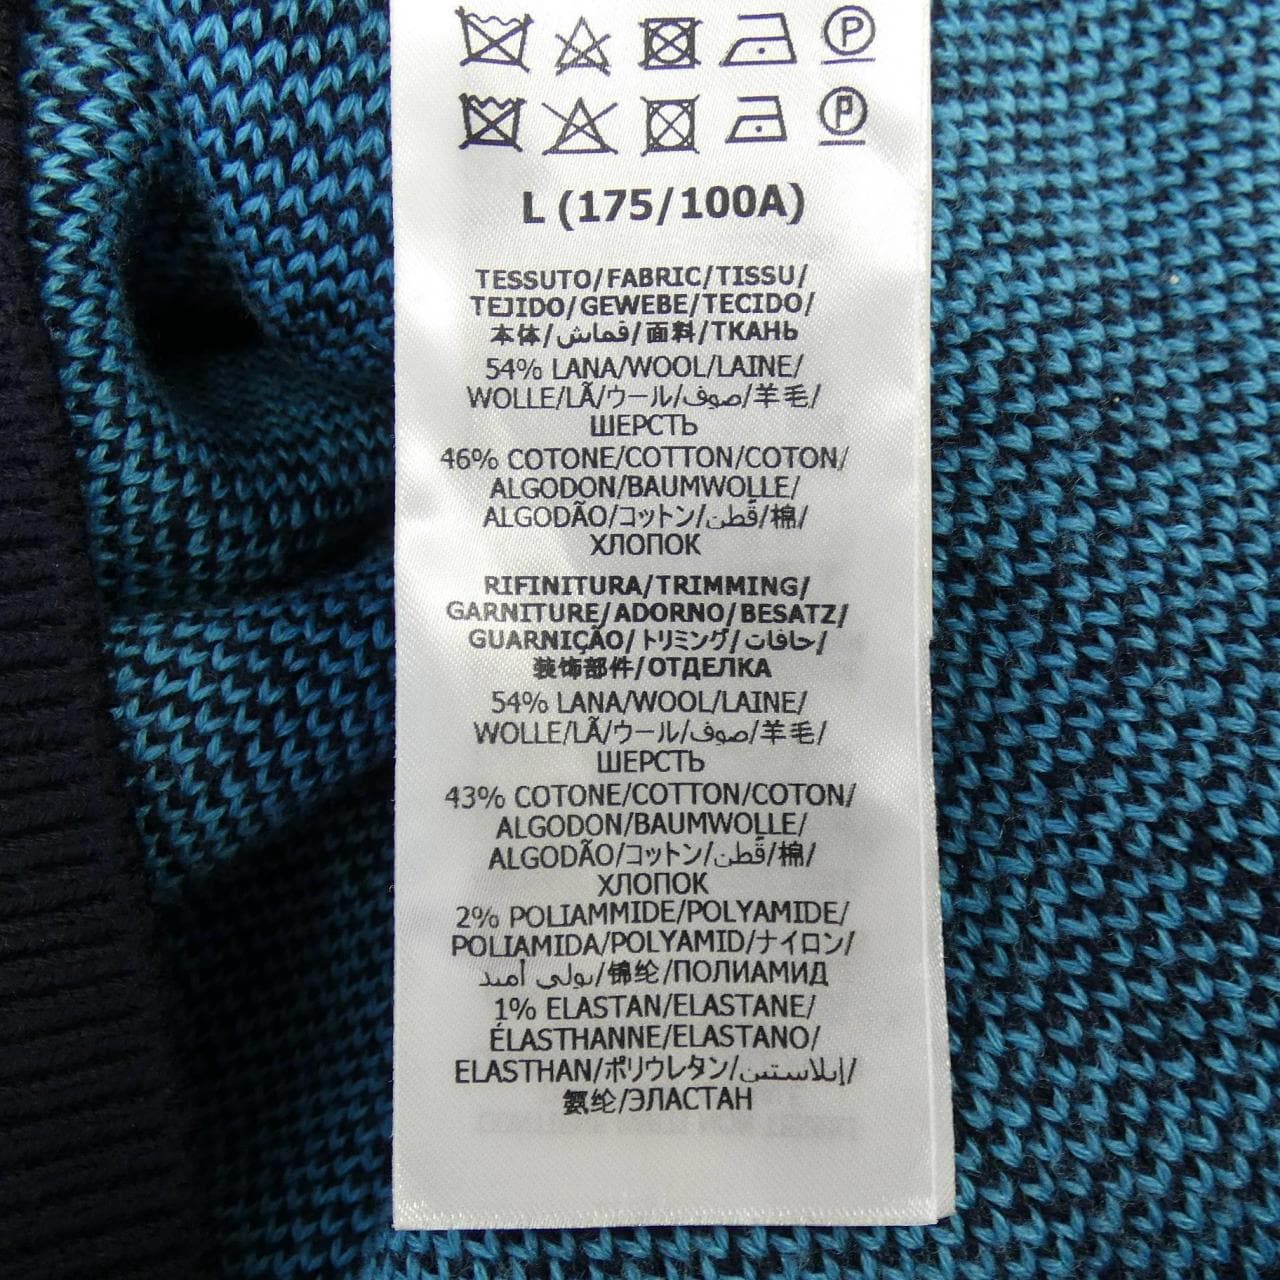 P
P
L (175/100A)
TESSUTO/FABRIC/TISSU/
TEJIDO/GEWEBE/TECIDO/
本体/قماش/面料/ТКАНЬ
54% LANA/WOOL/LAINE/
WOLLE/LÃ/ウール/صوف/羊毛/
ШЕРСТЬ
46% COTONE/COTTON/COTON/
ALGODON/BAUMWOLLE/
ALGODÃO/コットン/قُطن/棉/
ХЛОПОК
RIFINITURA/TRIMMING/
GARNITURE/ADORNO/BESATZ/
GUARNIÇÃO/トリミング/حافات/
装饰部件/ОТДЕЛКА
54% LANA/WOOL/LAINE/
WOLLE/LÃ/ウール/صوف/羊毛/
ШЕРСТЬ
43% COTONE/COTTON/COTON/
ALGODON/BAUMWOLLE/
ALGODÃO/コットン/قُطن/棉/
ХЛОПОК
2% POLIAMMIDE/POLYAMIDE/
POLIAMIDA/POLYAMID/ナイロン/
بولي أميد/锦纶/ПОЛИАМИД
1% ELASTAN/ELASTANE/
ÉLASTHANNE/ELASTANO/
ELASTHAN/ポリウレタン/إيلاستين/
氨纶/ЭЛАСТАН